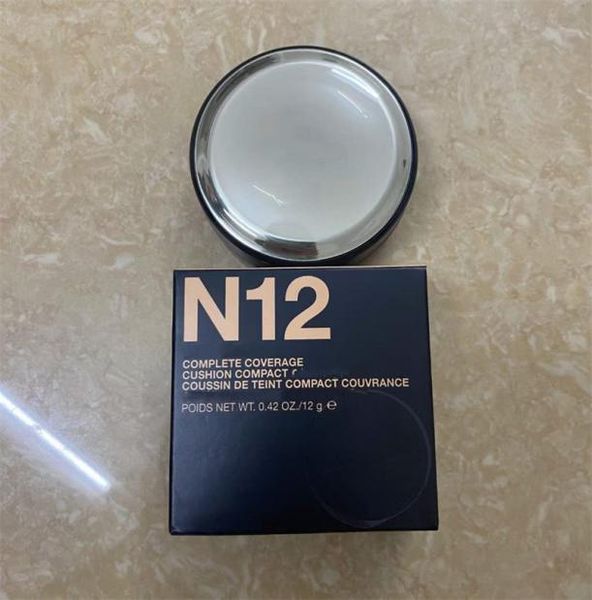 N12
COMPLETE COVERAGE
CUSHION COMPACT
COUSSIN DE TEINT COMPACT COUVRANCE
POIDS NET WT. 0.42 OZ./12 g ℮